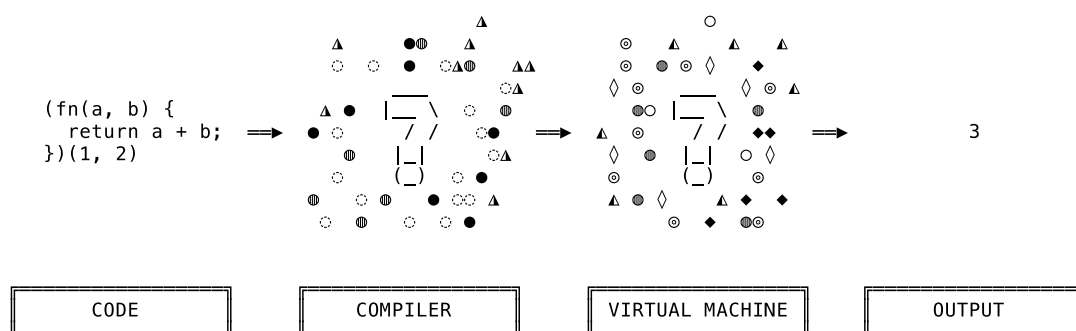 (fn(a, b) {
return a + b;
})(1, 2)
3
CODE
COMPILER
VIRTUAL MACHINE
OUTPUT